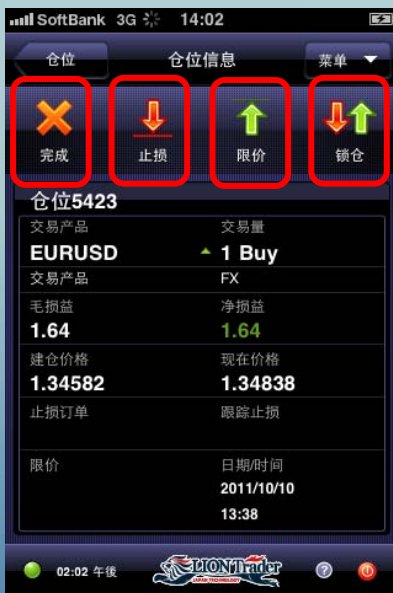 SoftBank 3G 14:02
仓位 仓位信息 菜单
完成 止损 限价 锁仓
仓位5423
交易产品 交易量
EURUSD 1 Buy
交易产品 FX
毛损益 净损益
1.64 1.64
建仓价格 现在价格
1.34582 1.34838
止损订单 跟踪止损
限价 日期/时间
2011/10/10
13:38
02:02 午後 LION Trader ?
JAPAN TECHNOLOGY